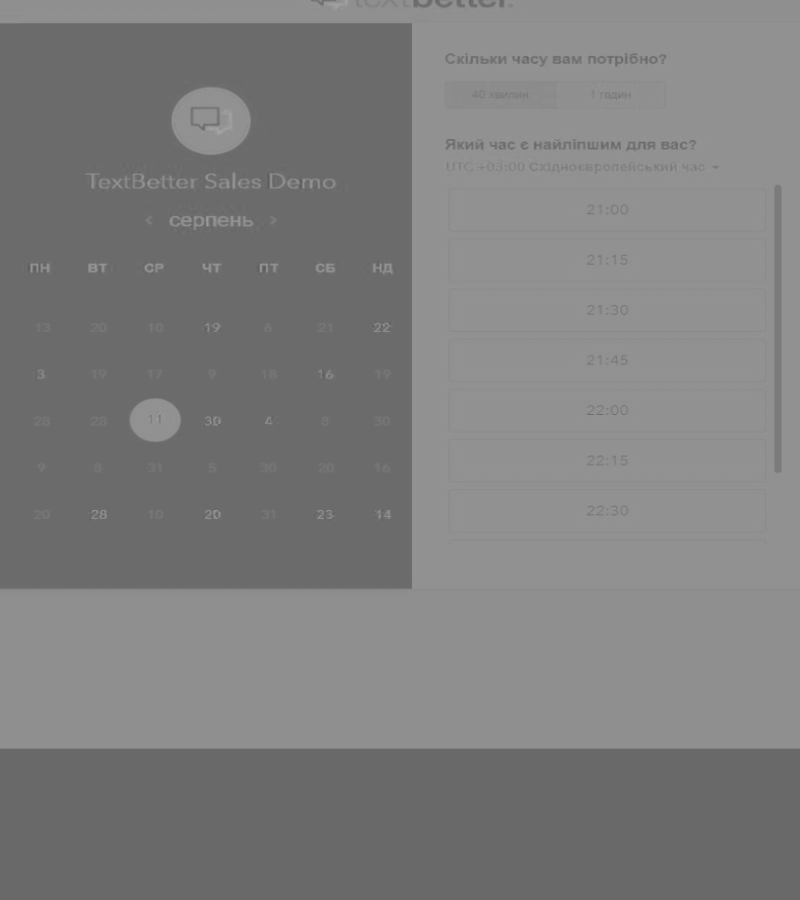 textbetter.
TextBetter Sales Demo
< серпень >
ПН ВТ СР ЧТ ПТ СБ НД
13 20 10 19 6 21 22
3 19 17 9 18 16 19
28 11 30 4 30
9 8 31 5 30 20 16
20 28 10 20 31 23 14
Скільки часу вам потрібно?
40 хвилин 1 годин
Який час є найліпшим для вас?
UTC +03:00 Східноєвропейський час
21:00
21:15
21:30
21:45
22:00
22:15
22:30